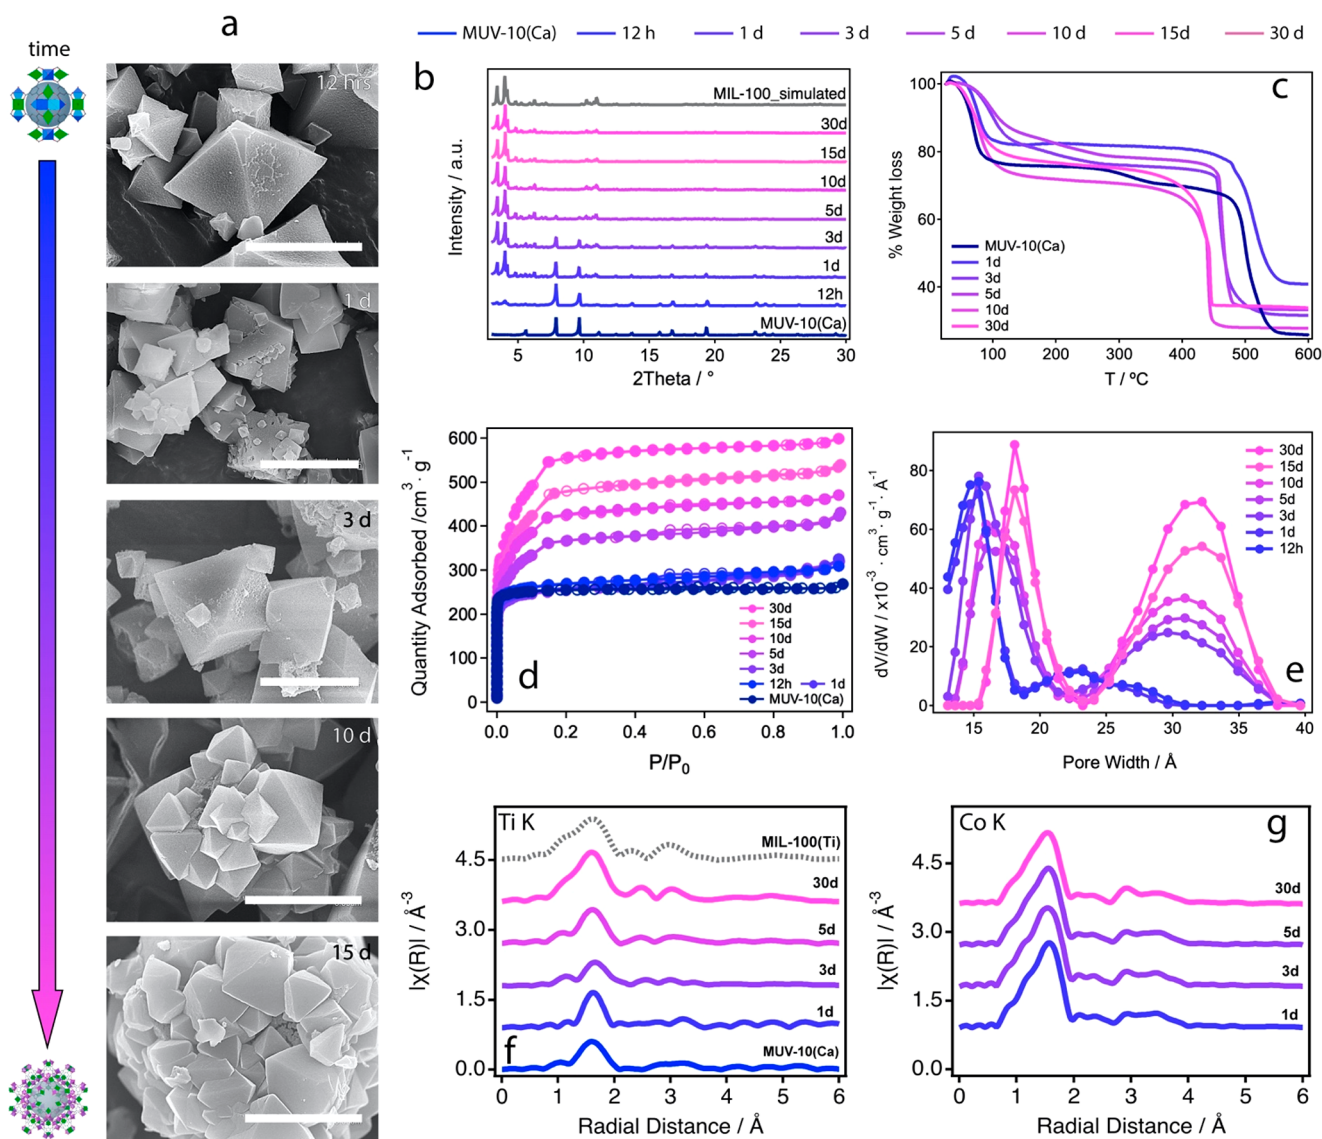 a
time
12 hrs
1 d
3 d
10 d
15 d
MUV-10(Ca) 12 h 1 d 3 d 5 d 10 d 15d 30 d
b
Intensity / a.u.
MIL-100_simulated
30d
15d
10d
5d
3d
1d
12h
MUV-10(Ca)
5 10 15 20 25 30
2Theta / °
c
% Weight loss
100
80
60
40
MUV-10(Ca)
1d
3d
5d
10d
30d
100 200 300 400 500 600
T / ºC
d
Quantity Adsorbed /cm³ · g⁻¹
600
500
400
300
200
100
0
30d
15d
10d
5d
3d
12h 1d
MUV-10(Ca)
0.0 0.2 0.4 0.6 0.8 1.0
P/P₀
e
dV/dW / x10⁻³ · cm³ · g⁻¹ · Å⁻¹
80
60
40
20
0
30d
15d
10d
5d
3d
1d
12h
15 20 25 30 35 40
Pore Width / Å
f
Ti K
|χ(R)| / Å⁻³
4.5
3.0
1.5
0.0
MIL-100(Ti)
30d
5d
3d
1d
MUV-10(Ca)
0 1 2 3 4 5 6
Radial Distance / Å
g
Co K
|χ(R)| / Å⁻³
4.5
3.0
1.5
0.0
30d
5d
3d
1d
0 1 2 3 4 5 6
Radial Distance / Å